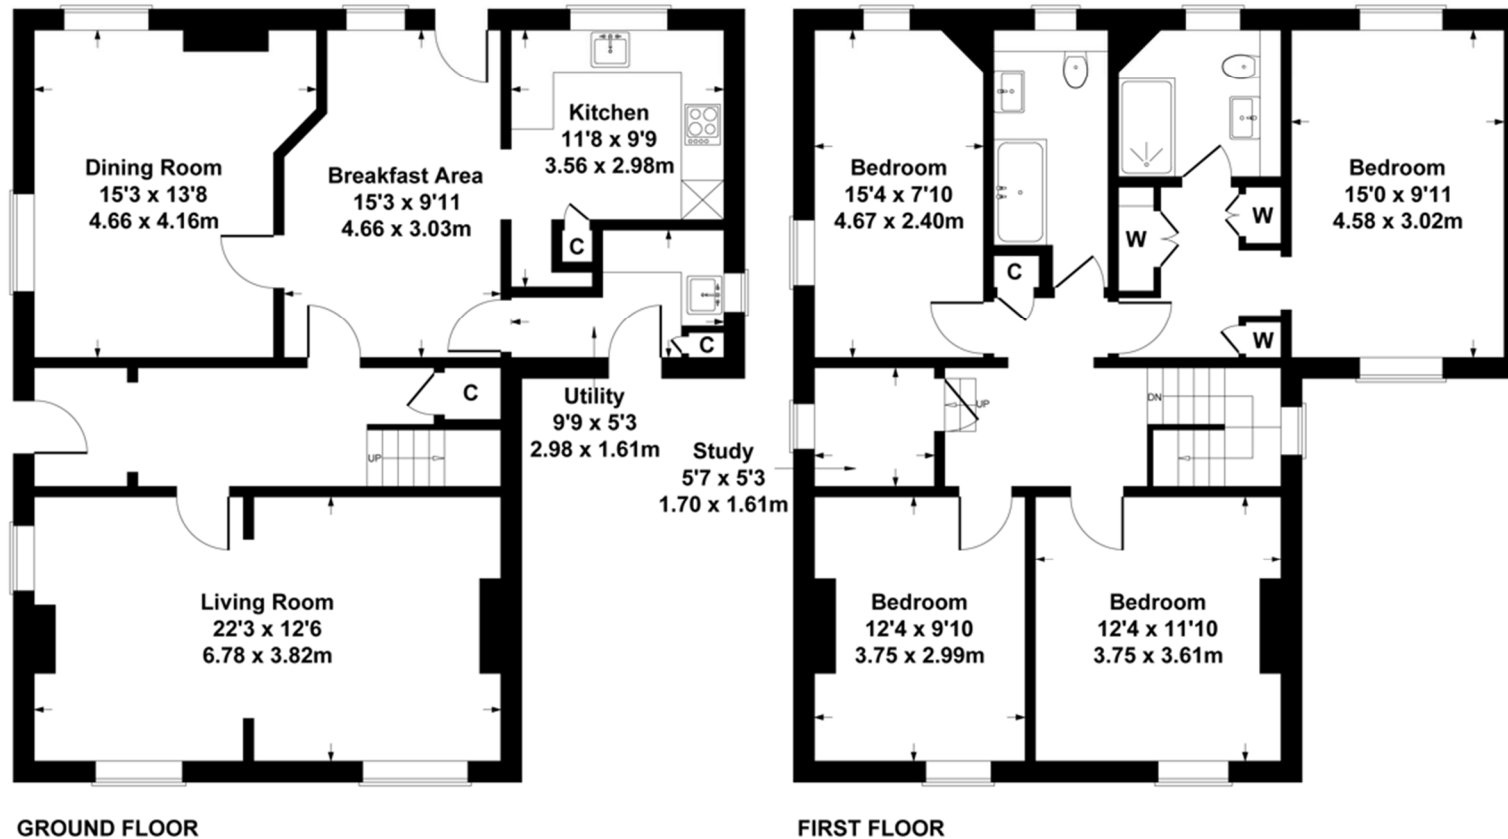 Dining Room
15'3 x 13'8
4.66 x 4.16m
Breakfast Area
15'3 x 9'11
4.66 x 3.03m
Kitchen
11'8 x 9'9
3.56 x 2.98m
C
C
C
UP
Utility
9'9 x 5'3
2.98 x 1.61m
Living Room
22'3 x 12'6
6.78 x 3.82m
GROUND FLOOR
Bedroom
15'4 x 7'10
4.67 x 2.40m
C
W
W
W
Bedroom
15'0 x 9'11
4.58 x 3.02m
UP
DN
Study
5'7 x 5'3
1.70 x 1.61m
Bedroom
12'4 x 9'10
3.75 x 2.99m
Bedroom
12'4 x 11'10
3.75 x 3.61m
FIRST FLOOR